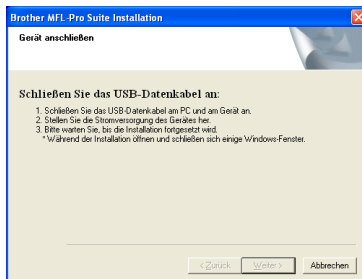 Brother MFL-Pro Suite Installation
Gerät anschließen
Schließen Sie das USB-Datenkabel an:
1. Schließen Sie das USB-Datenkabel am PC und am Gerät an.
2. Stellen Sie die Stromversorgung des Gerätes her.
3. Bitte warten Sie, bis die Installation fortgesetzt wird.
* Während der Installation öffnen und schließen sich einige Windows-Fenster.
< Zurück Weiter > Abbrechen